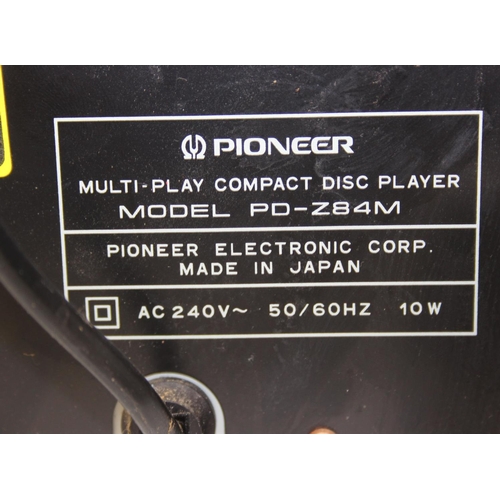 PIONEER
MULTI-PLAY COMPACT DISC PLAYER
MODEL PD-Z84M
PIONEER ELECTRONIC CORP.
MADE IN JAPAN
AC 240V~ 50/60HZ 10W